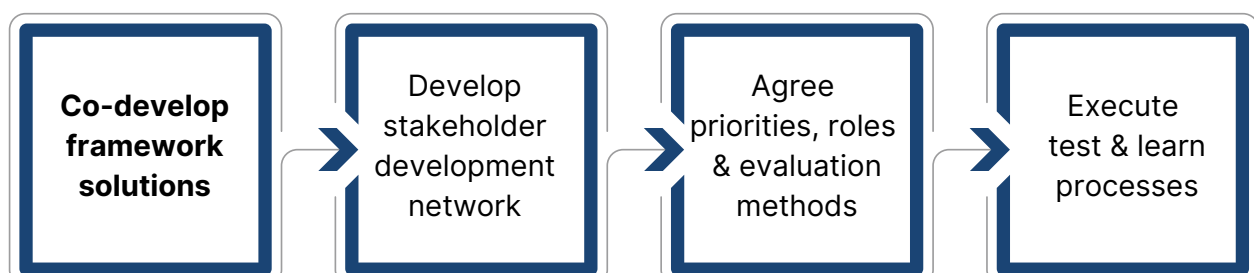 Co-develop
framework
solutions
Develop
stakeholder
development
network
Agree
priorities, roles
& evaluation
methods
Execute
test & learn
processes